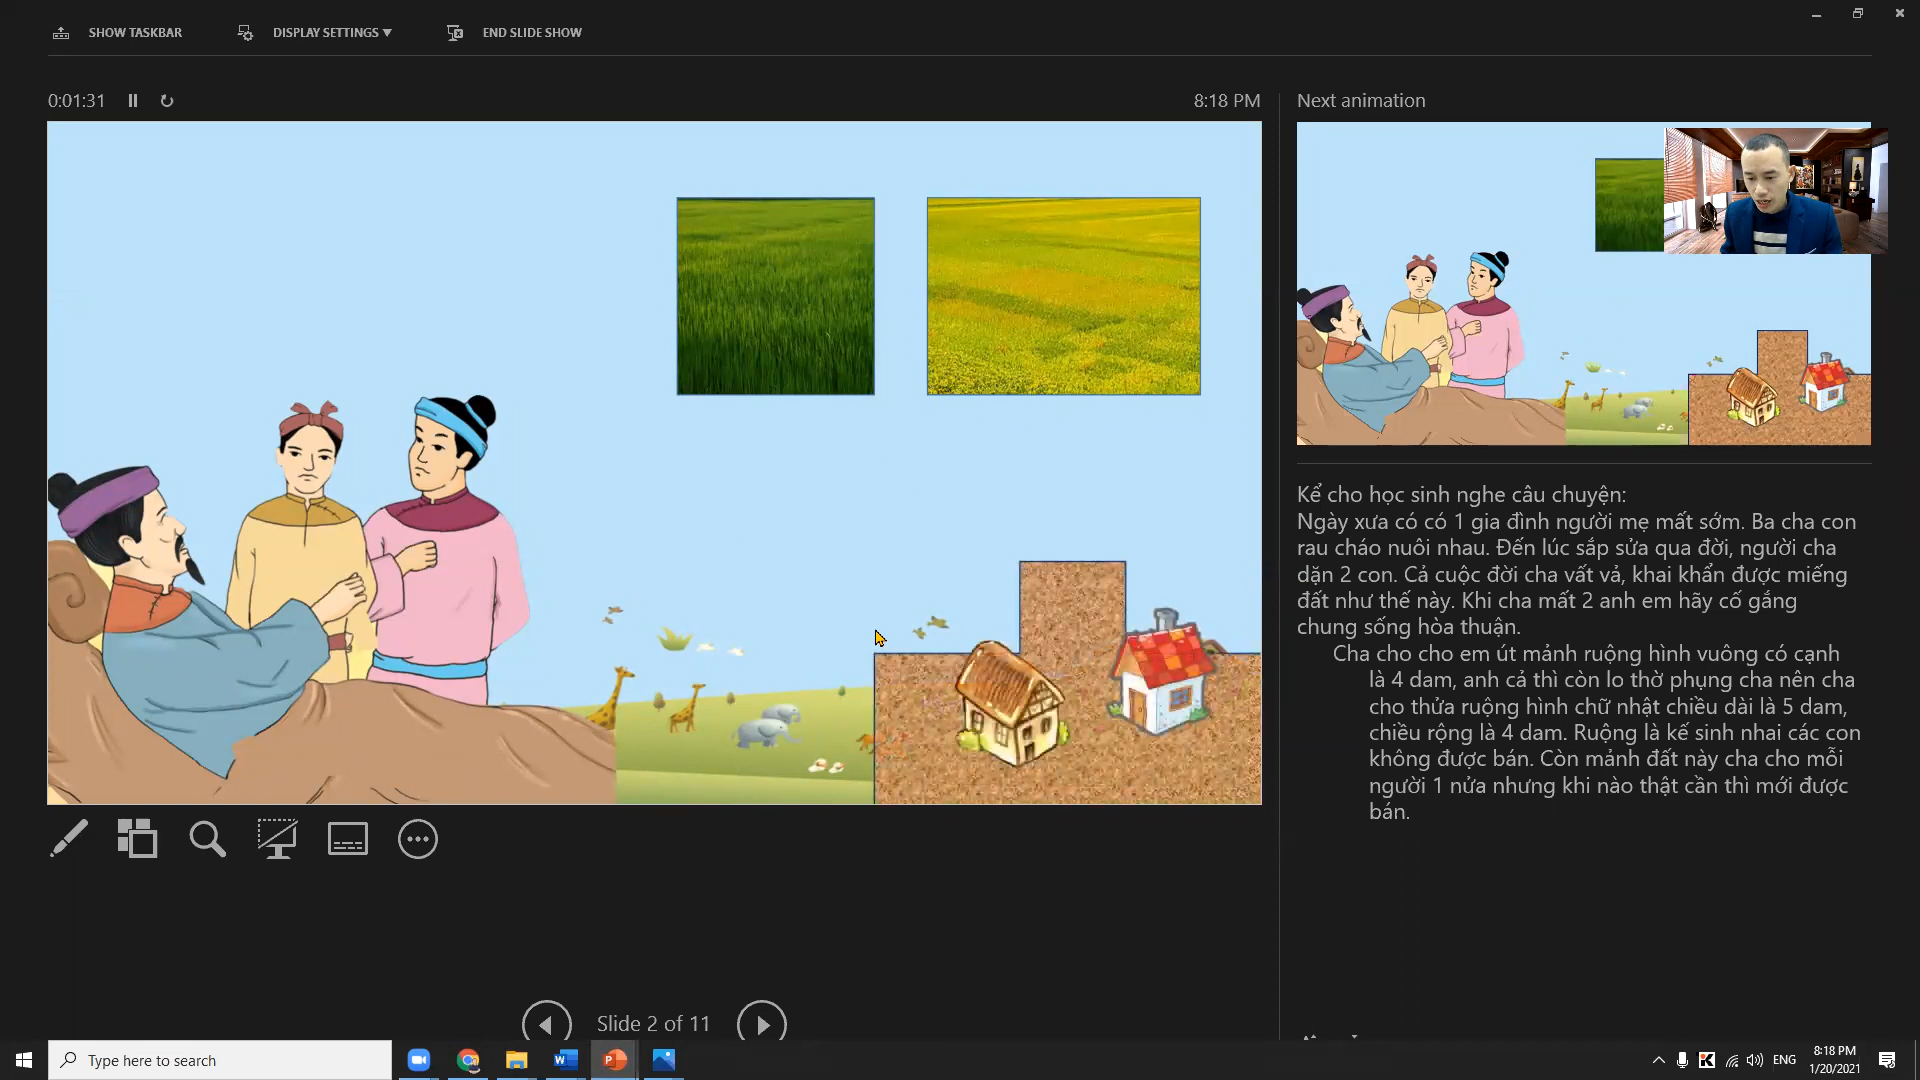 SHOW TASKBAR
DISPLAY SETTINGS
END SLIDE SHOW
0:01:31
8:18 PM
Next animation
Kể cho học sinh nghe câu chuyện:
Ngày xưa có có 1 gia đình người mẹ mất sớm. Ba cha con
rau cháo nuôi nhau. Đến lúc sắp sửa qua đời, người cha
dặn 2 con. Cả cuộc đời cha vất vả, khai khẩn được miếng
đất như thế này. Khi cha mất 2 anh em hãy cố gắng
chung sống hòa thuận.
Cha cho cho em út mảnh ruộng hình vuông có cạnh
là 4 dam, anh cả thì còn lo thờ phụng cha nên cha
cho thửa ruộng hình chữ nhật chiều dài là 5 dam,
chiều rộng là 4 dam. Ruộng là kế sinh nhai các con
không được bán. Còn mảnh đất này cha cho mỗi
người 1 nửa nhưng khi nào thật cần thì mới được
bán.
Slide 2 of 11
Type here to search
ENG
8:18 PM
1/20/2021